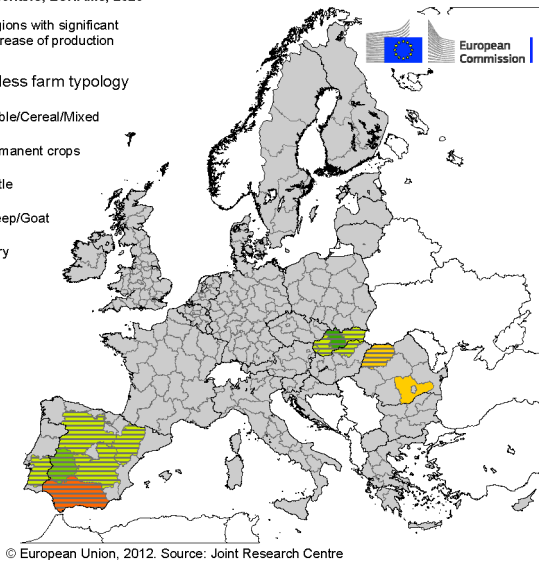 gions with significant
rease of production
less farm typology
ble/Cereal/Mixed
manent crops
tle
eep/Goat
ry
European
Commission
© European Union, 2012. Source: Joint Research Centre